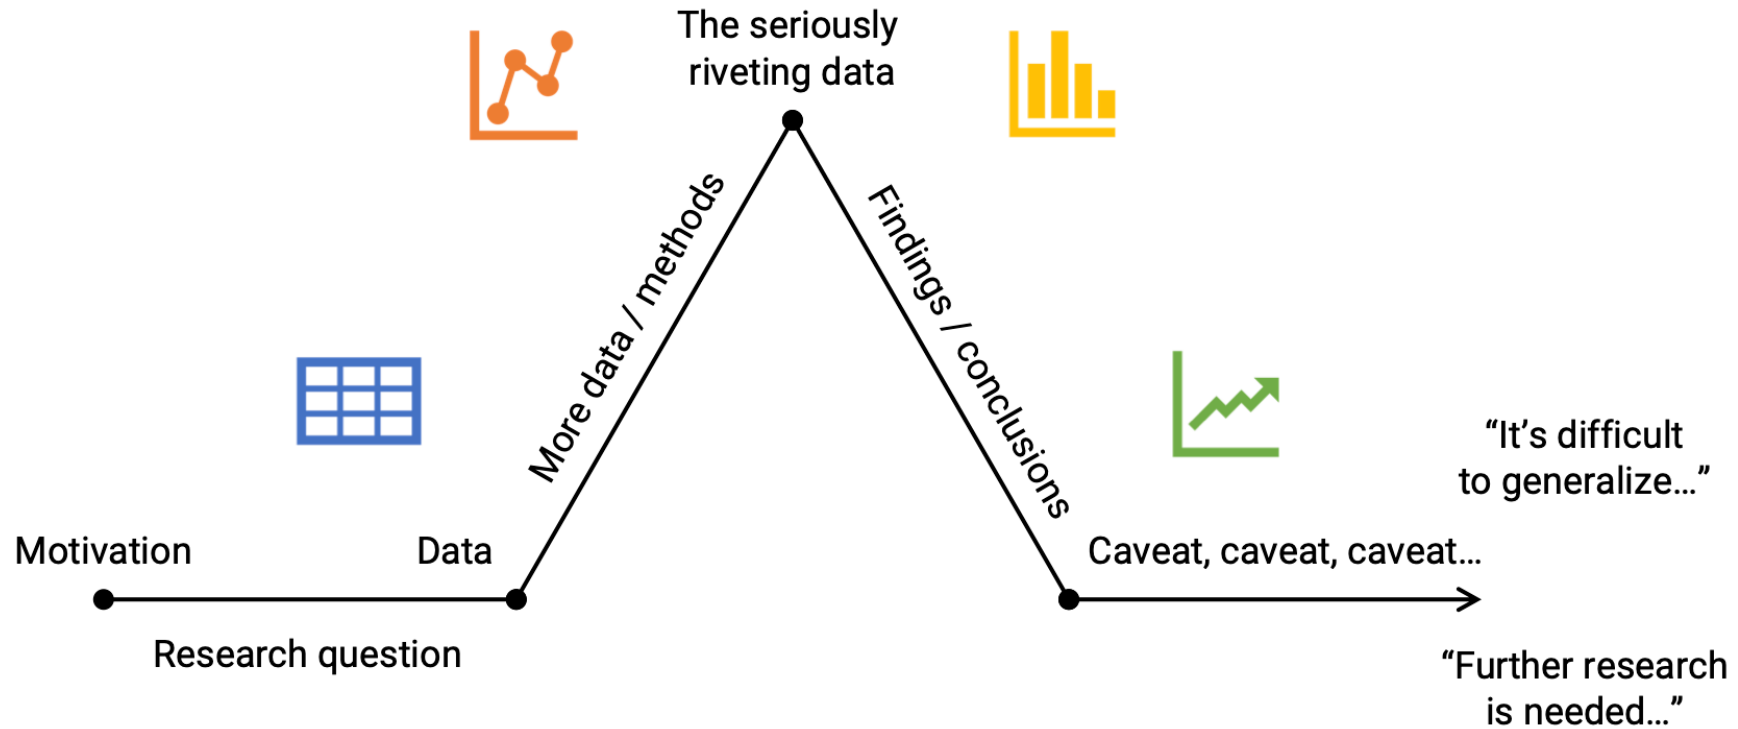 The seriously
riveting data
More data / methods
Findings / conclusions
“It’s difficult
to generalize...”
Motivation
Data
Caveat, caveat, caveat...
Research question
“Further research
is needed...”